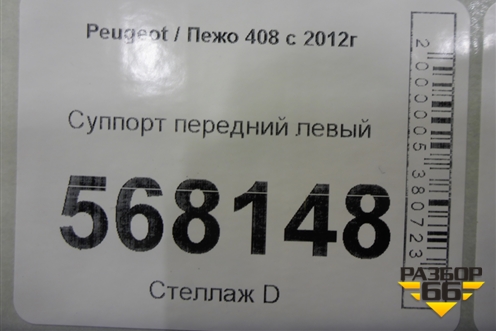 Peugeot / Пежо 408 с 2012г
Суппорт передний левый
568148
Стеллаж D
2000005380723
РАЗБОР
66